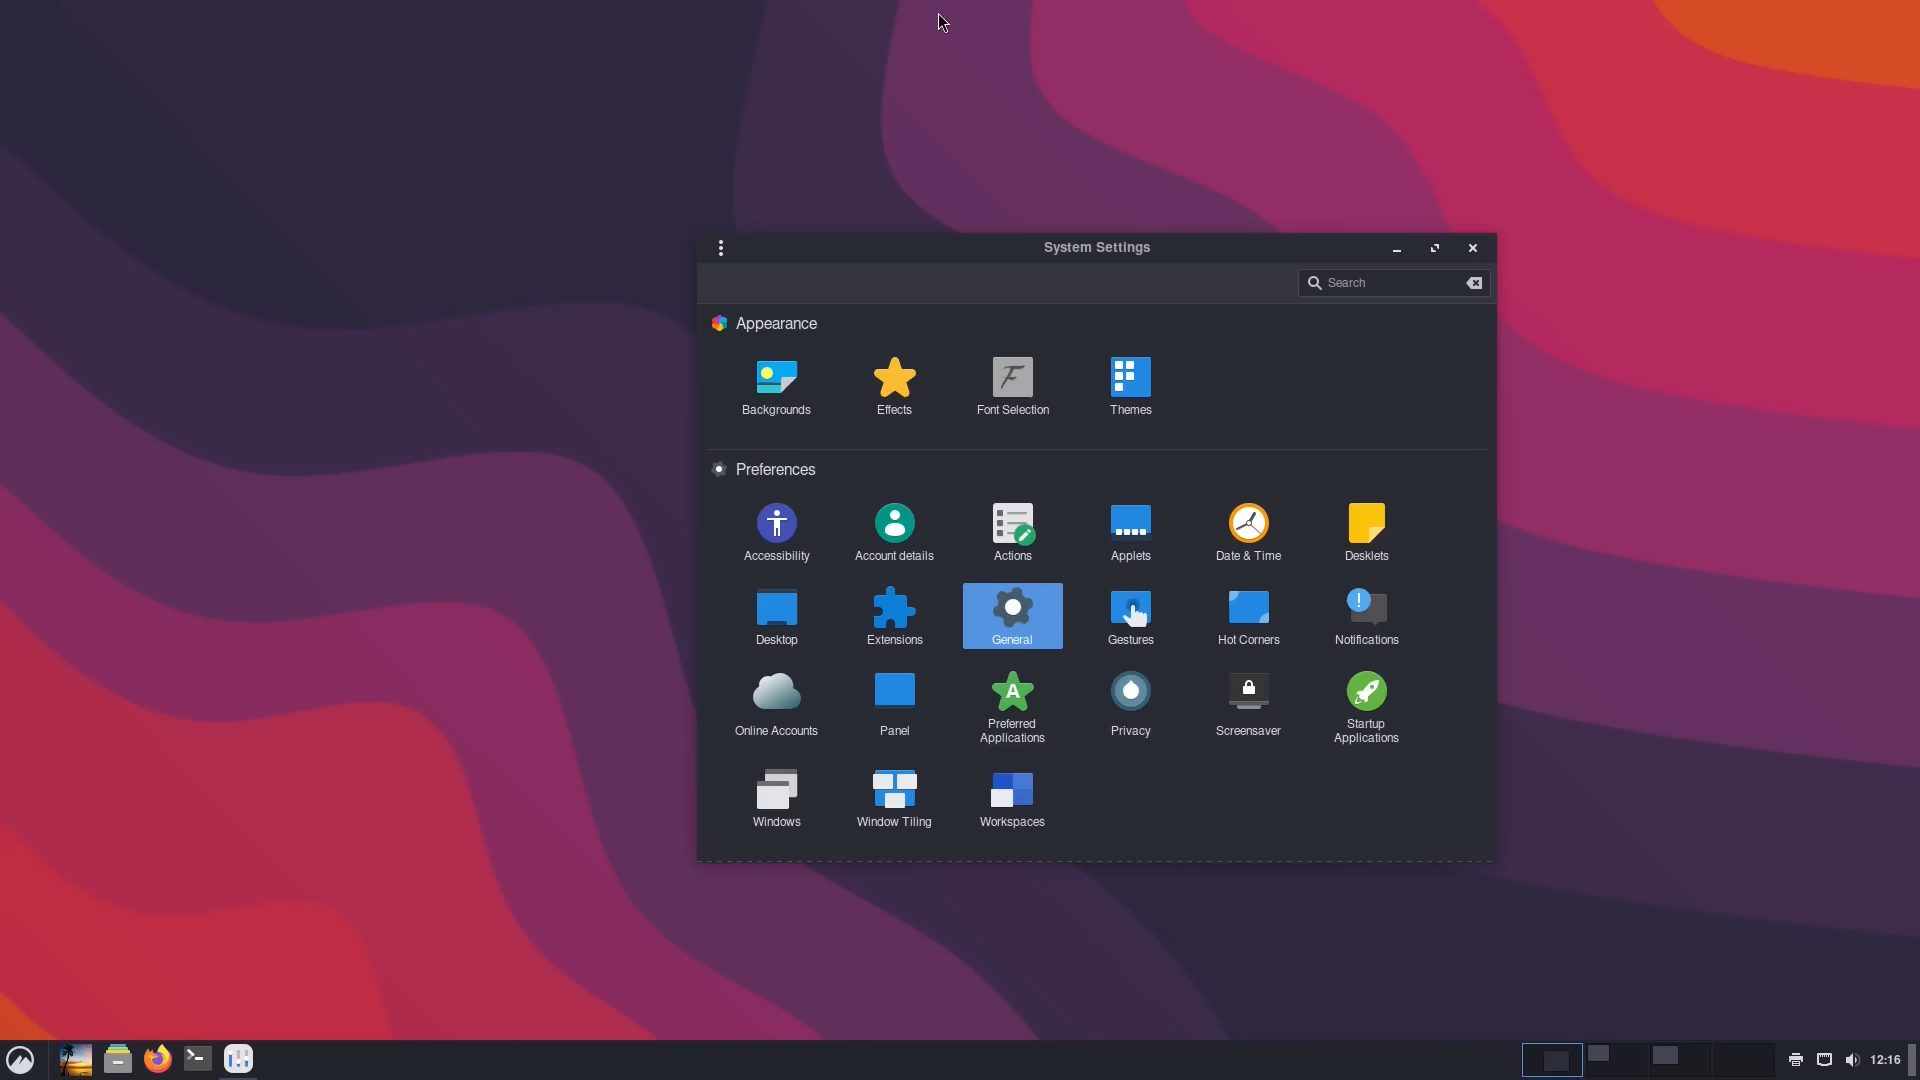 System Settings
Search
Appearance
Backgrounds
Effects
Font Selection
Themes
Preferences
Accessibility
Account details
Actions
Applets
Date & Time
Desklets
Desktop
Extensions
General
Gestures
Hot Corners
Notifications
Online Accounts
Panel
Preferred
Applications
Privacy
Screensaver
Startup
Applications
Windows
Window Tiling
Workspaces
12:16